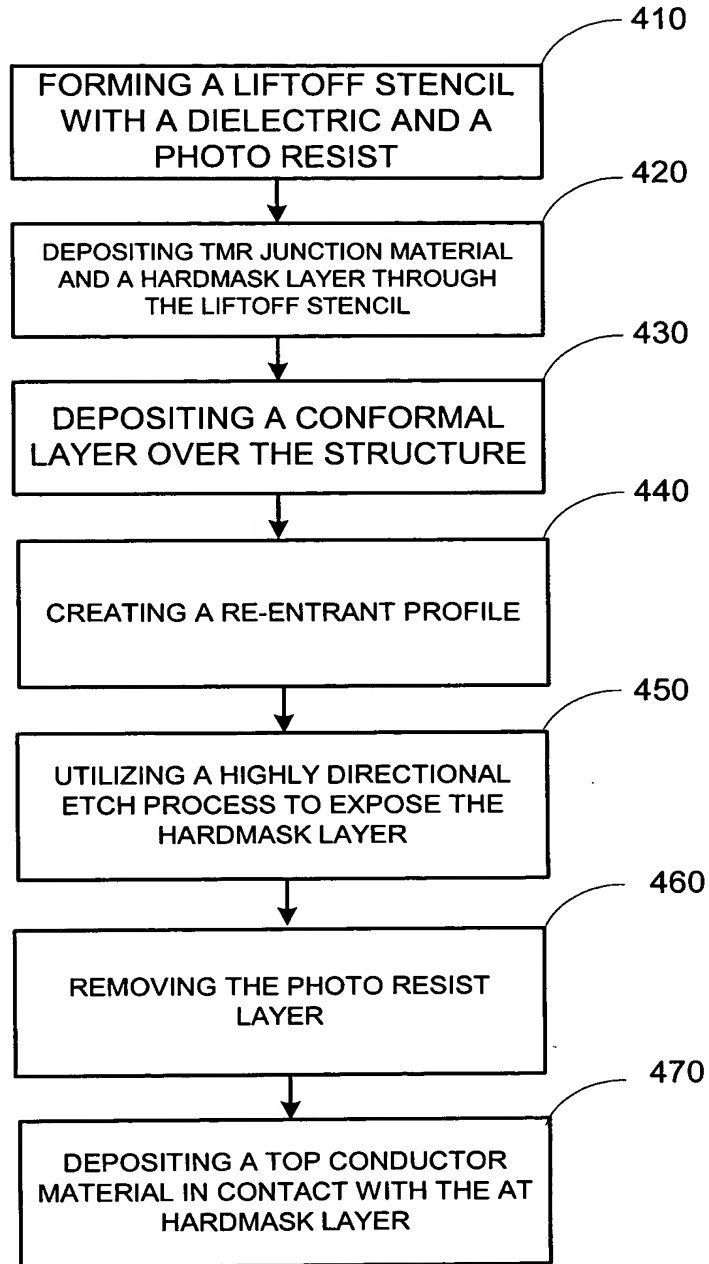 410
FORMING A LIFTOFF STENCIL
WITH A DIELECTRIC AND A
PHOTO RESIST
420
DEPOSITING TMR JUNCTION MATERIAL
AND A HARDMASK LAYER THROUGH
THE LIFTOFF STENCIL
430
DEPOSITING A CONFORMAL
LAYER OVER THE STRUCTURE
440
CREATING A RE-ENTRANT PROFILE
450
UTILIZING A HIGHLY DIRECTIONAL
ETCH PROCESS TO EXPOSE THE
HARDMASK LAYER
460
REMOVING THE PHOTO RESIST
LAYER
470
DEPOSITING A TOP CONDUCTOR
MATERIAL IN CONTACT WITH THE AT
HARDMASK LAYER